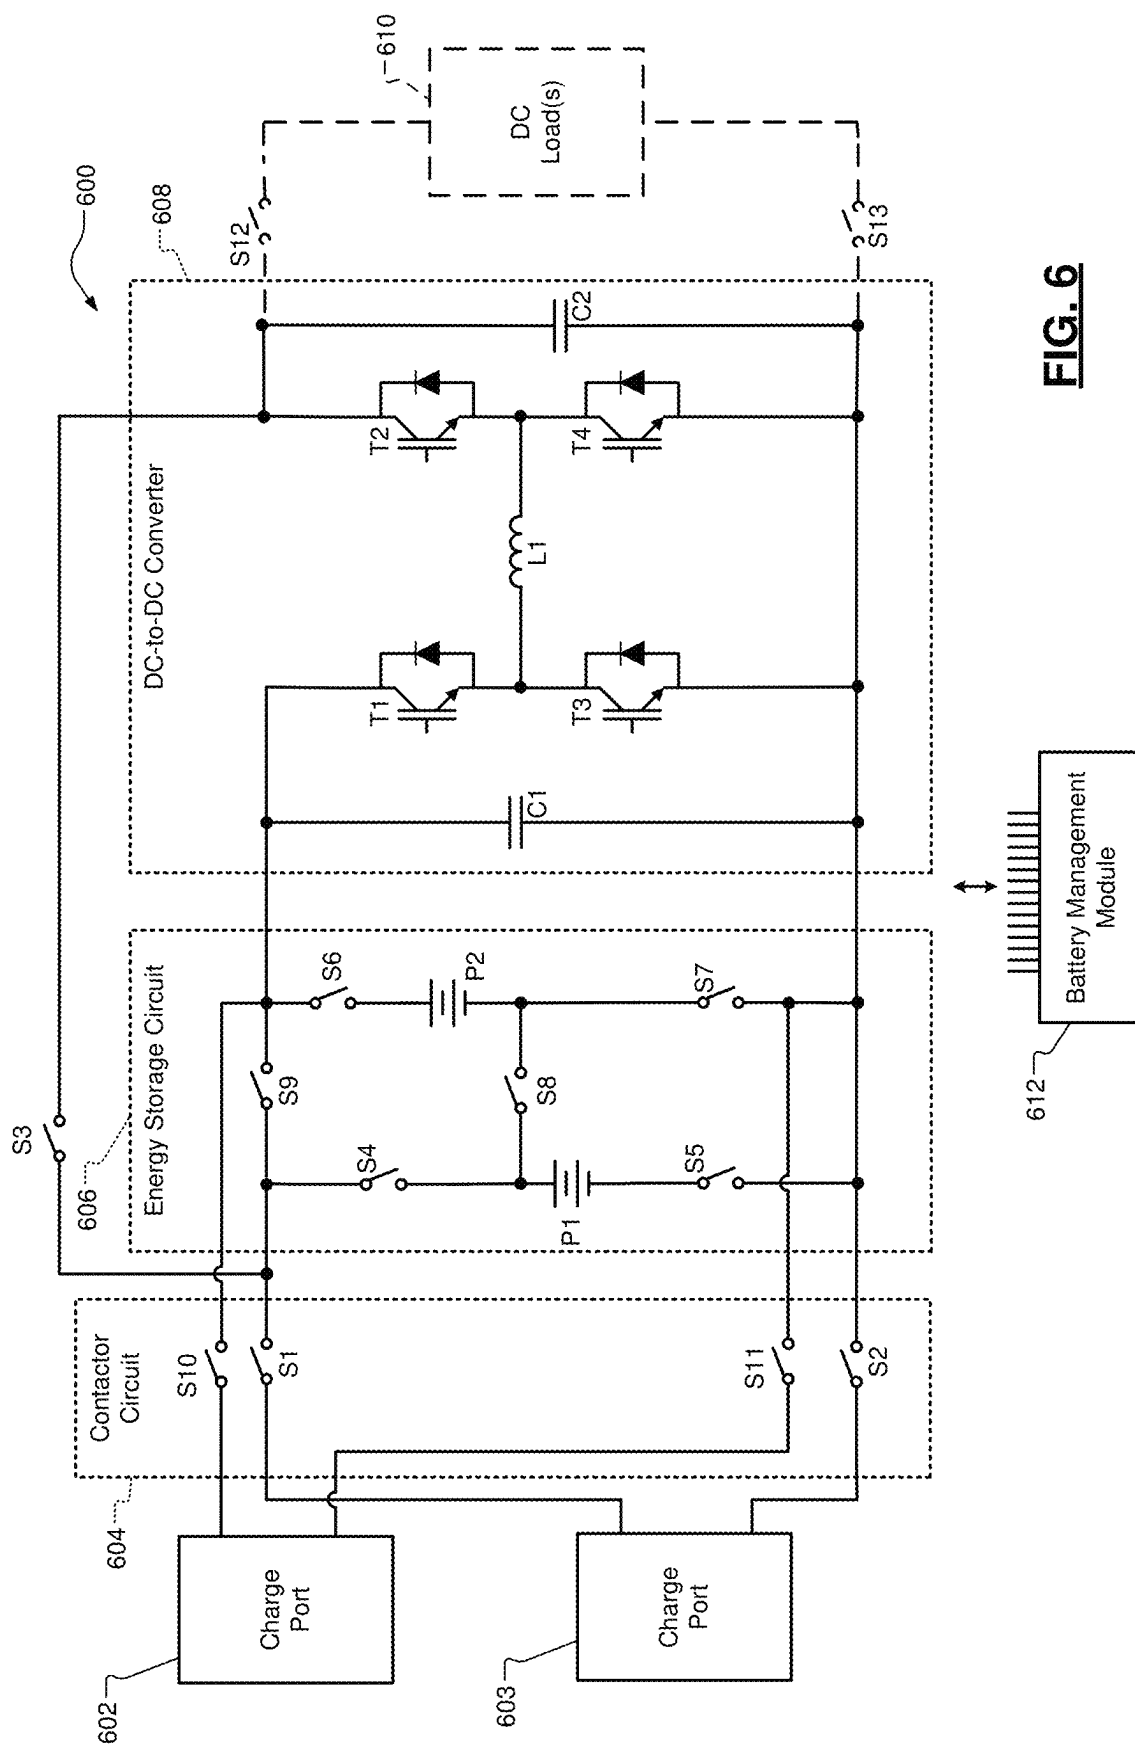 600
602
Charge
Port
603
Charge
Port
604
Contactor
Circuit
S10
S1
S11
S2
S3
606
Energy Storage Circuit
S9
S4
S6
P2
S8
P1
S5
S7
608
DC-to-DC Converter
C1
T1
T3
L1
T2
T4
C2
S12
S13
610
DC
Load(s)
612
Battery Management
Module
FIG. 6